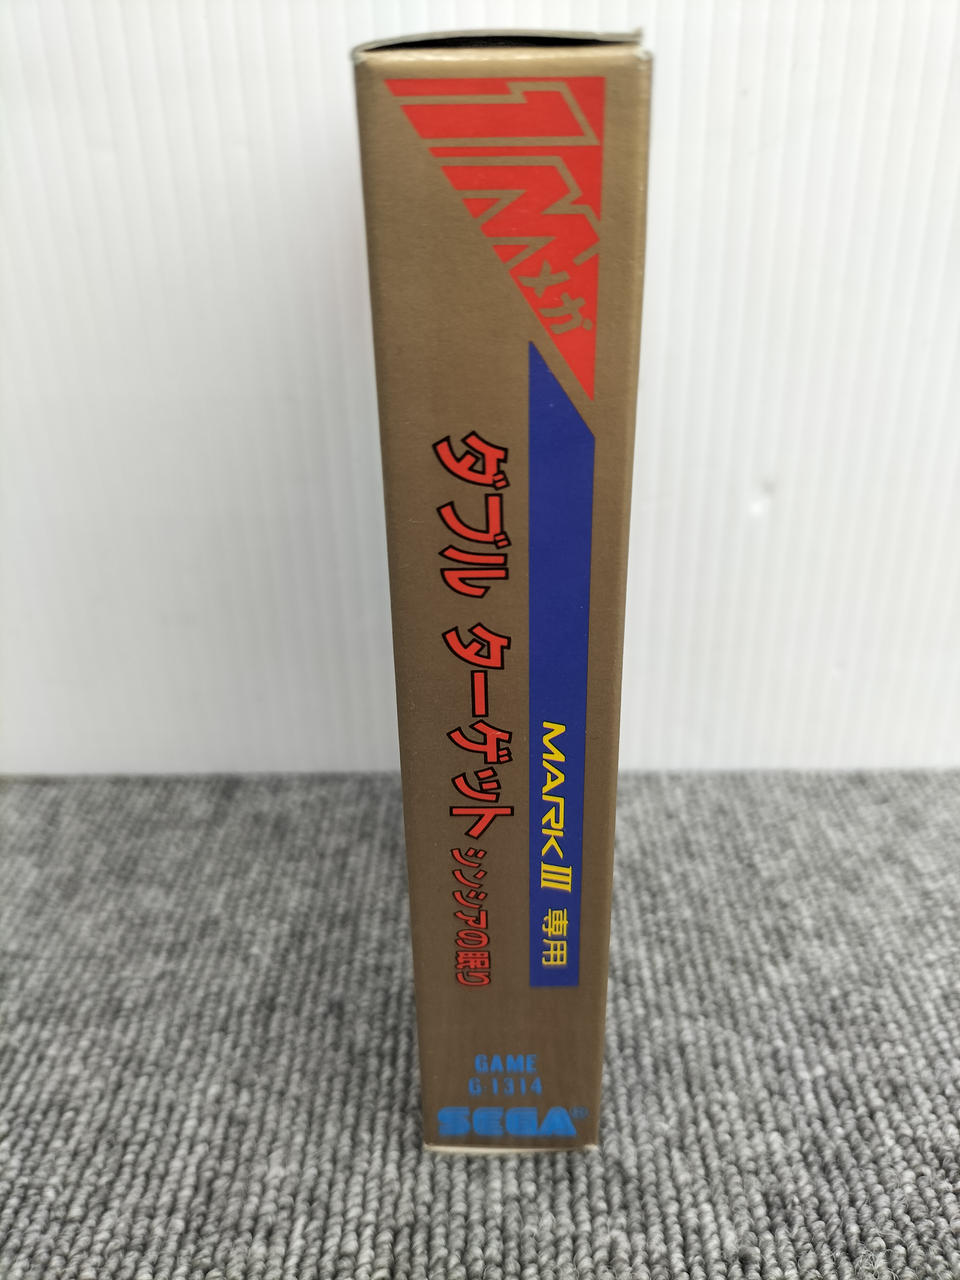 1Mメガ
MARK III 専用
ダブル ターゲット シンシアの眠り
GAME
G-1314
SEGA®